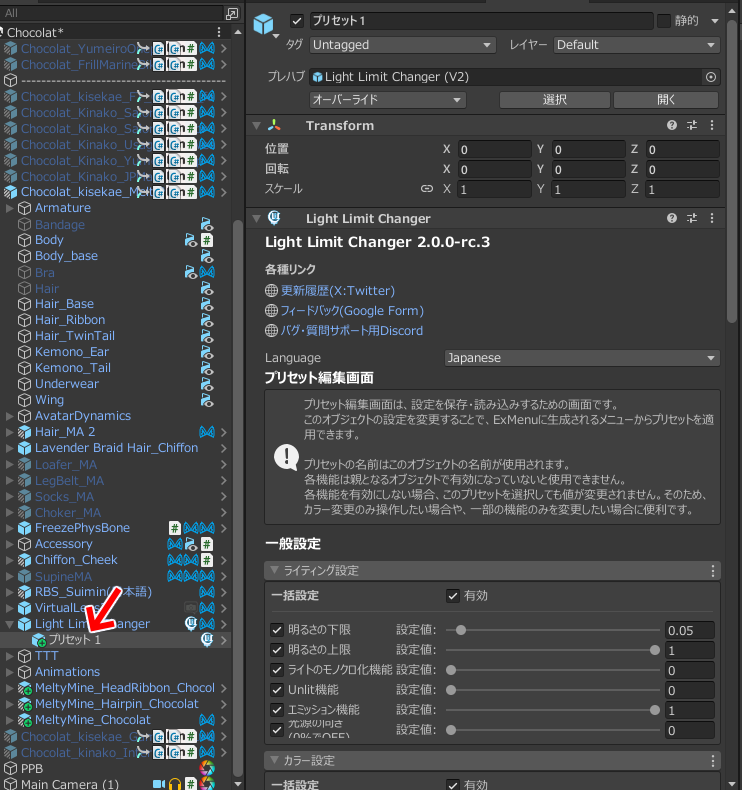 All
Chocolat*
Chocolat_YumeiroO
Chocolat_FrillMarine
--------------------------------
Chocolat_kisekae_F
Chocolat_Kinako_Sa
Chocolat_Kinako_S
Chocolat_Kinako_Usa
Chocolat_Kinako_Yu
Chocolat_Kinako_JP
Chocolat_kisekae_Mel
Armature
Bandage
Body
Body_base
Bra
Hair
Hair_Base
Hair_Ribbon
Hair_TwinTail
Kemono_Ear
Kemono_Tail
Underwear
Wing
AvatarDynamics
Hair_MA 2
Lavender Braid Hair_Chiffon
Loafer_MA
LegBelt_MA
Socks_MA
Choker_MA
FreezePhysBone
Accessory
Chiffon_Cheek
SupineMA
RBS_Suimin( 本語)
VirtualLens
Light Limit Changer
プリセット 1
TTT
Animations
MeltyMine_HeadRibbon_Chocol
MeltyMine_Hairpin_Chocolat
MeltyMine_Chocolat
Chocolat_kisekae_Ga
Chocolat_kinako_Inn
PPB
Main Camera (1)
プリセット 1
静的
タグ Untagged レイヤー Default
プレハブ Light Limit Changer (V2)
オーバーライド 選択 開く
Transform
位置 X 0 Y 0 Z 0
回転 X 0 Y 0 Z 0
スケール X 1 Y 1 Z 1
Light Limit Changer
Light Limit Changer 2.0.0-rc.3
各種リンク
更新履歴(X:Twitter)
フィードバック(Google Form)
バグ・質問サポート用Discord
Language Japanese
プリセット編集画面
プリセット編集画面は、設定を保存・読み込みするための画面です。
このオブジェクトの設定を変更することで、ExMenuに生成されるメニューからプリセットを適
用できます。
プリセットの名前はこのオブジェクトの名前が使用されます。
各機能は親となるオブジェクトで有効になっていないと使用できません。
各機能を有効にしない場合、このプリセットを選択しても値が変更されません。そのため、
カラー変更のみ操作したい場合や、一部の機能のみを変更したい場合に便利です。
一般設定
ライティング設定
一括設定 有効
明るさの下限 設定値: 0.05
明るさの上限 設定値: 1
ライトのモノクロ化機能 設定値: 0
Unlit機能 設定値: 0
エミッション機能 設定値: 1
光源の向き 設定値: 0
(0%でOFF)
カラー設定
一括設定 有効